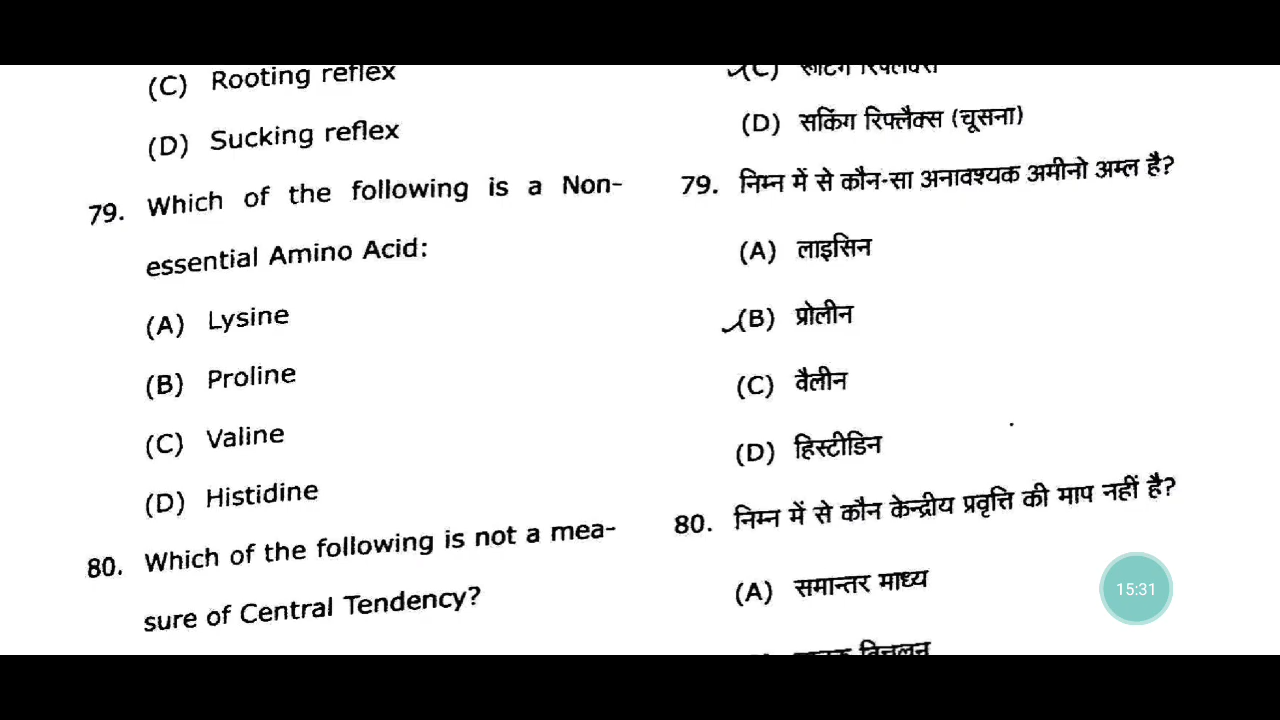 (C) Rooting reflex
(D) Sucking reflex
79. Which of the following is a Non-
essential Amino Acid:
(A) Lysine
(B) Proline
(C) Valine
(D) Histidine
80. Which of the following is not a mea-
sure of Central Tendency?
(C) रूटिंग रिफ्लैक्स
(D) सकिंग रिफ्लैक्स (चूसना)
79. निम्न में से कौन-सा अनावश्यक अमीनो अम्ल है?
(A) लाइसिन
(B) प्रोलीन
(C) वैलीन
(D) हिस्टीडिन
80. निम्न में से कौन केन्द्रीय प्रवृत्ति की माप नहीं है?
(A) समान्तर माध्य
विचलन
15:31